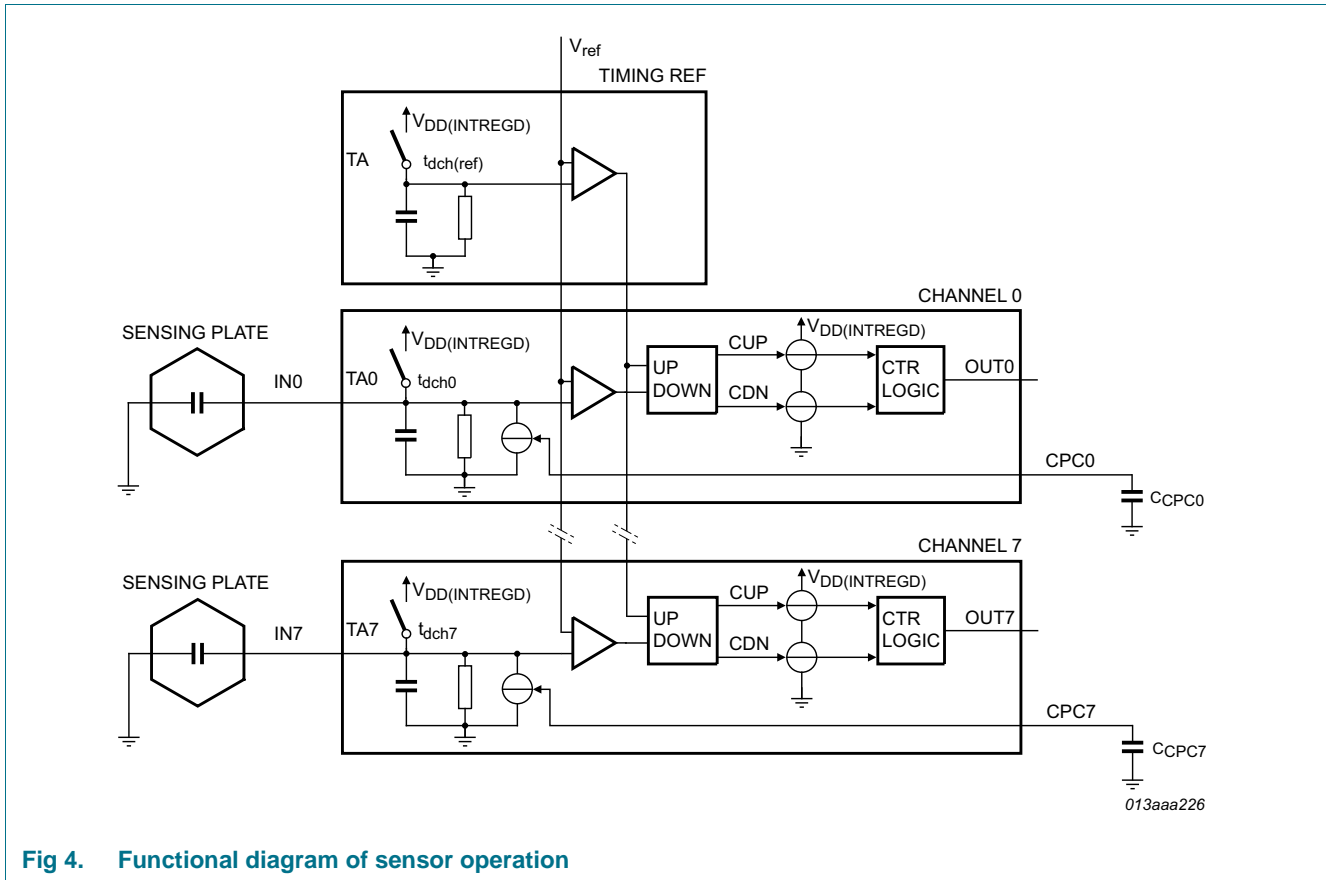 Vref
TIMING REF
VDD(INTREGD)
TA
tdch(ref)
CHANNEL 0
SENSING PLATE
VDD(INTREGD)
VDD(INTREGD)
IN0
TA0
tdch0
UP
DOWN
CUP
CDN
CTR
LOGIC
OUT0
CPC0
CCPC0
CHANNEL 7
SENSING PLATE
VDD(INTREGD)
VDD(INTREGD)
IN7
TA7
tdch7
UP
DOWN
CUP
CDN
CTR
LOGIC
OUT7
CPC7
CCPC7
013aaa226
Fig 4. Functional diagram of sensor operation